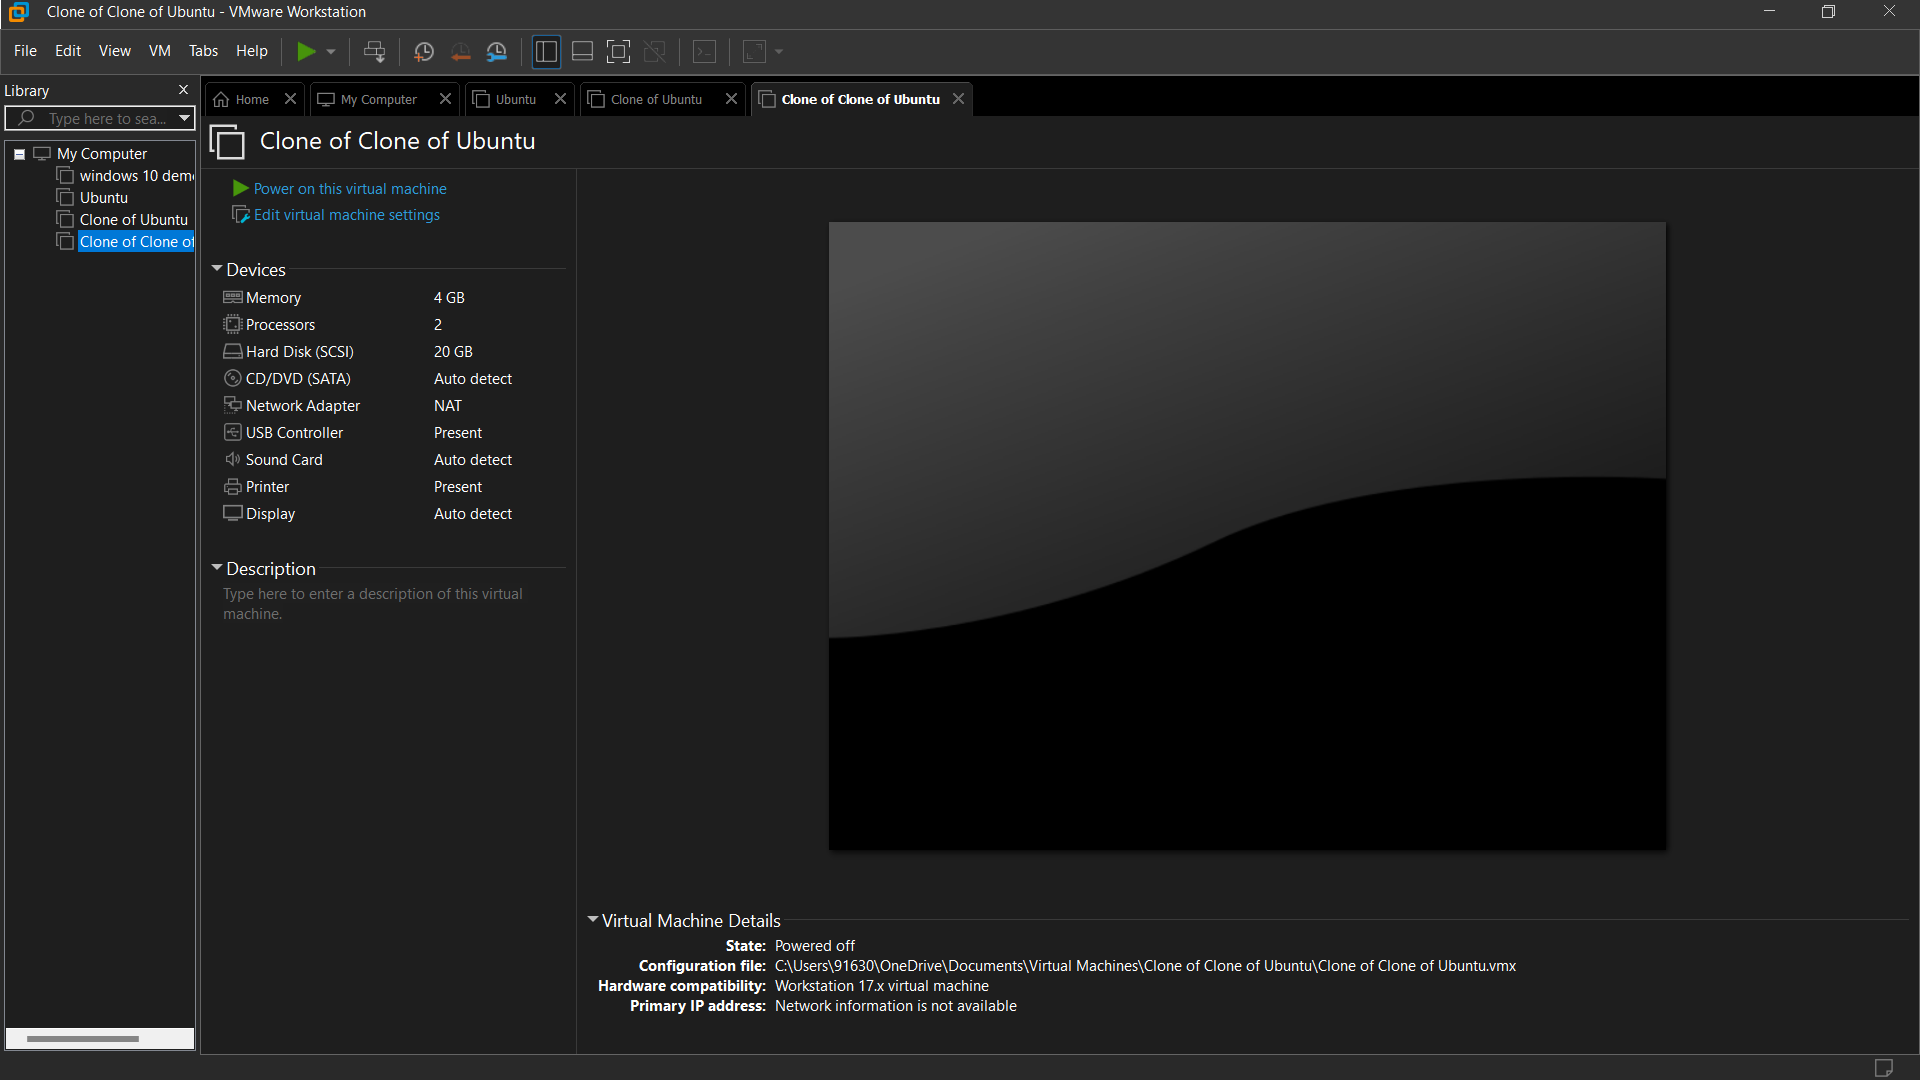 Clone of Clone of Ubuntu - VMware Workstation
File Edit View VM Tabs Help
Library
Type here to sea...
My Computer
windows 10 dem
Ubuntu
Clone of Ubuntu
Clone of Clone of
Home
My Computer
Ubuntu
Clone of Ubuntu
Clone of Clone of Ubuntu
Clone of Clone of Ubuntu
Power on this virtual machine
Edit virtual machine settings
Devices
Memory 4 GB
Processors 2
Hard Disk (SCSI) 20 GB
CD/DVD (SATA) Auto detect
Network Adapter NAT
USB Controller Present
Sound Card Auto detect
Printer Present
Display Auto detect
Description
Type here to enter a description of this virtual
machine.
Virtual Machine Details
State: Powered off
Configuration file: C:\Users\91630\OneDrive\Documents\Virtual Machines\Clone of Clone of Ubuntu\Clone of Clone of Ubuntu.vmx
Hardware compatibility: Workstation 17.x virtual machine
Primary IP address: Network information is not available